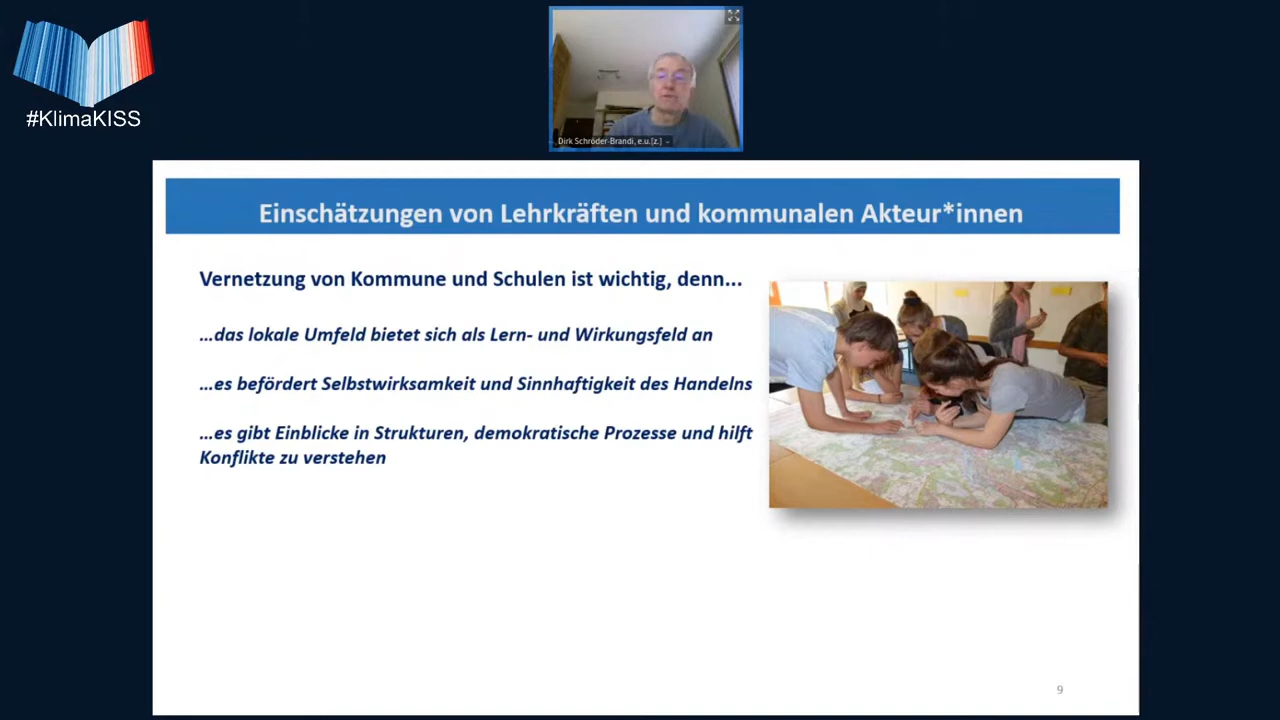 #KlimaKISS
Dirk Schröder-Brandi, e.u.[z.]
Einschätzungen von Lehrkräften und kommunalen Akteur*innen
Vernetzung von Kommune und Schulen ist wichtig, denn...
...das lokale Umfeld bietet sich als Lern- und Wirkungsfeld an
...es befördert Selbstwirksamkeit und Sinnhaftigkeit des Handelns
...es gibt Einblicke in Strukturen, demokratische Prozesse und hilft
Konflikte zu verstehen
9